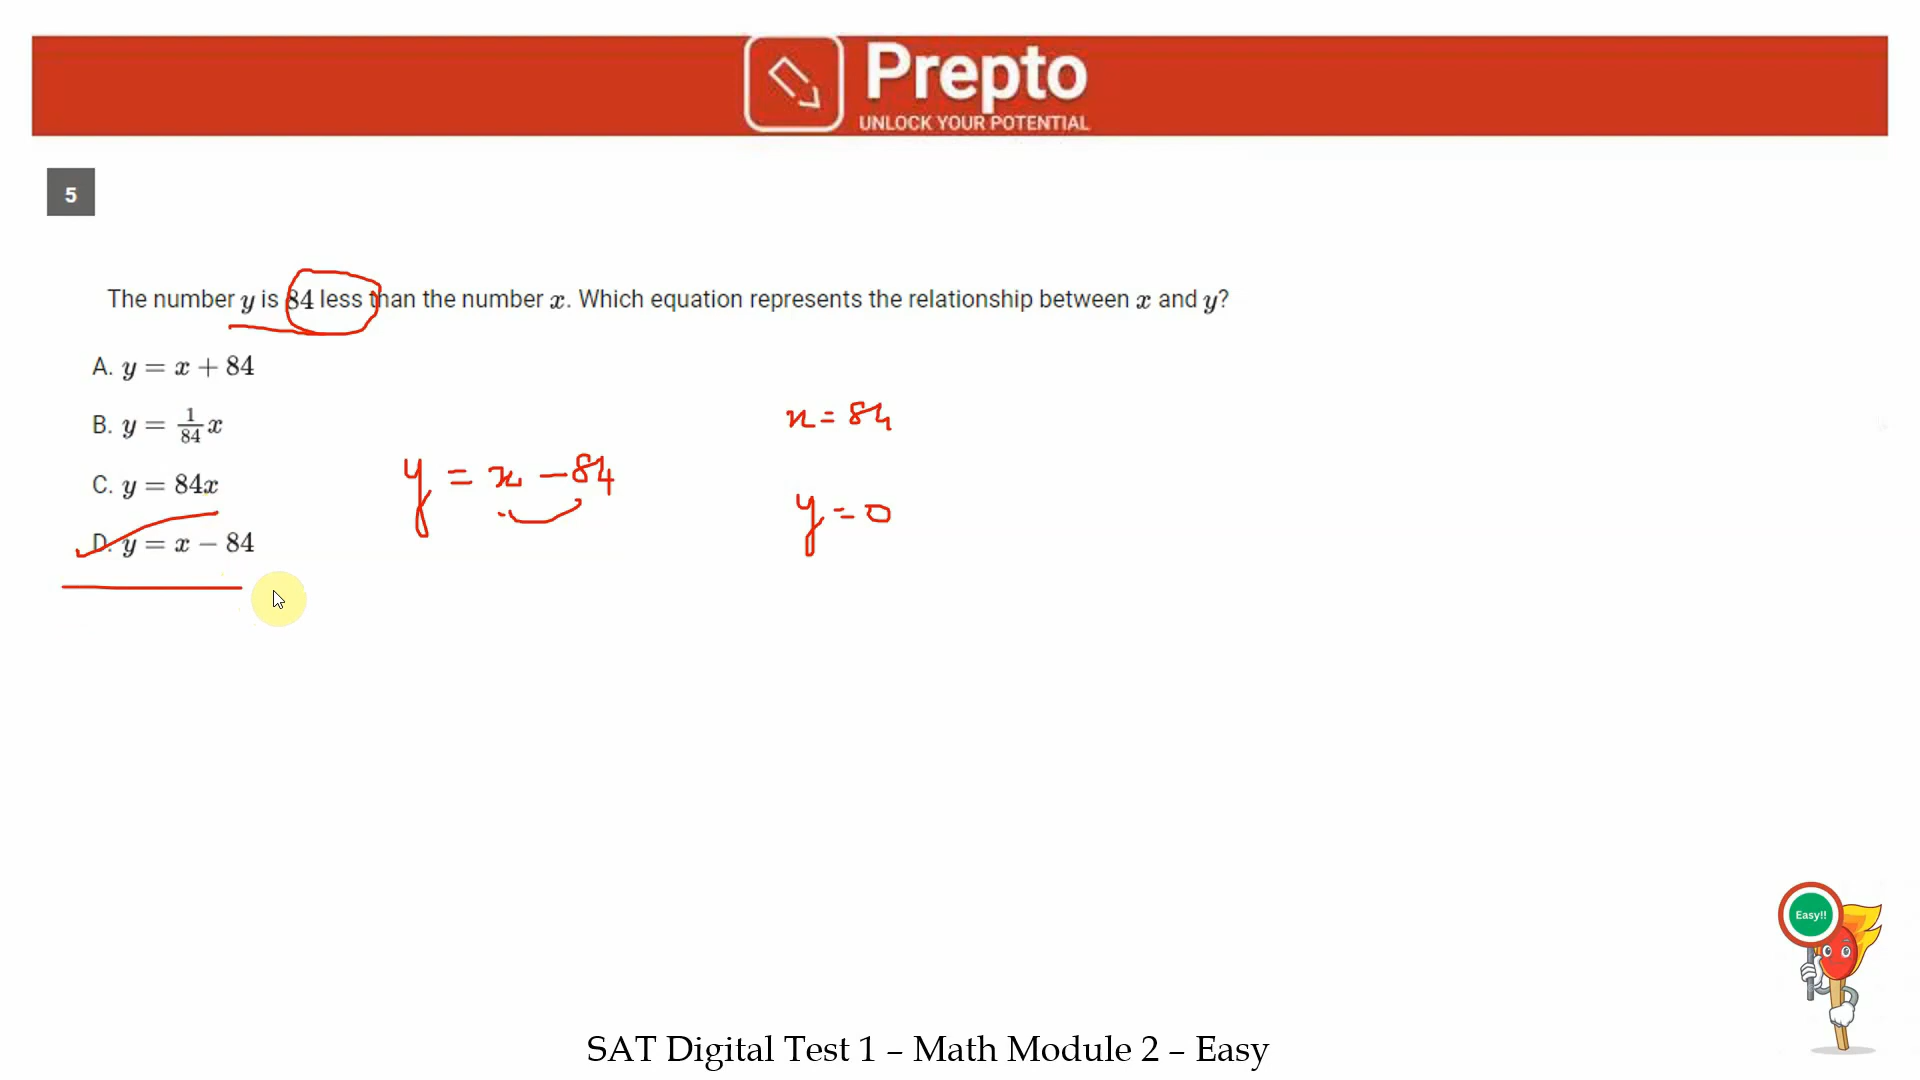 Prepto
UNLOCK YOUR POTENTIAL
5
The number y is 84 less than the number x. Which equation represents the relationship between x and y?
A. y = x + 84
B. y = 1/84 x
C. y = 84x
D. y = x − 84
y = x − 84
x = 84
y = 0
Easy!!
SAT Digital Test 1 – Math Module 2 – Easy